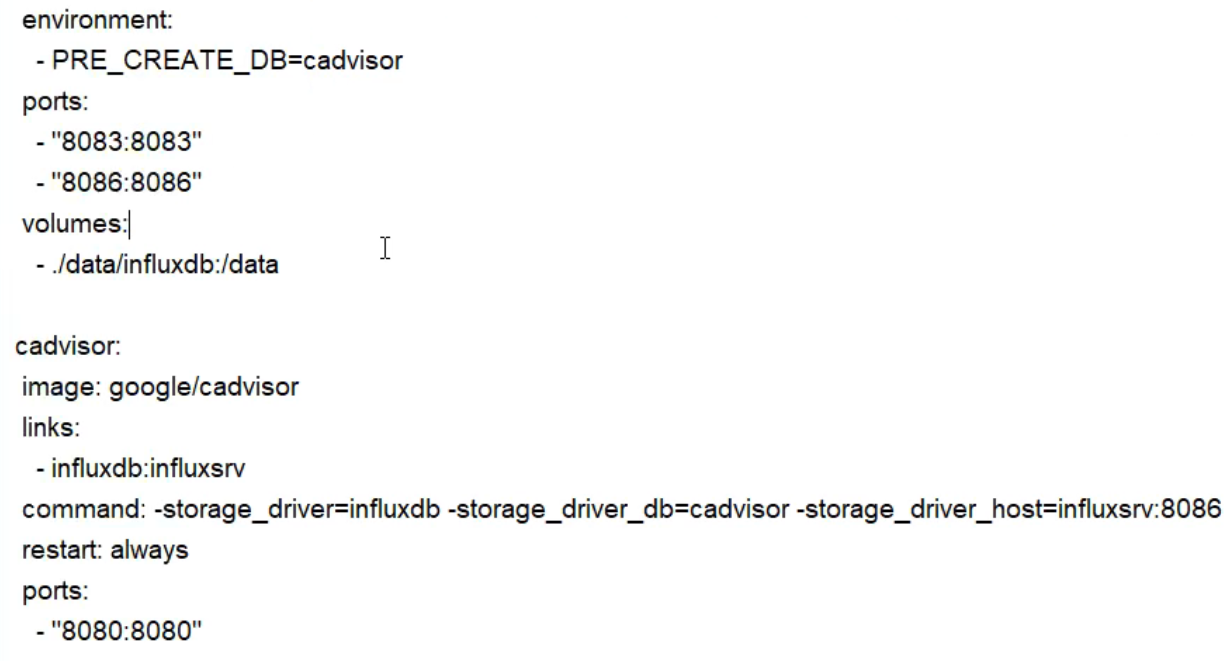 environment:
- PRE_CREATE_DB=cadvisor
ports:
- "8083:8083"
- "8086:8086"
volumes:
- ./data/influxdb:/data
cadvisor:
image: google/cadvisor
links:
- influxdb:influxsrv
command: -storage_driver=influxdb -storage_driver_db=cadvisor -storage_driver_host=influxsrv:8086
restart: always
ports:
- "8080:8080"